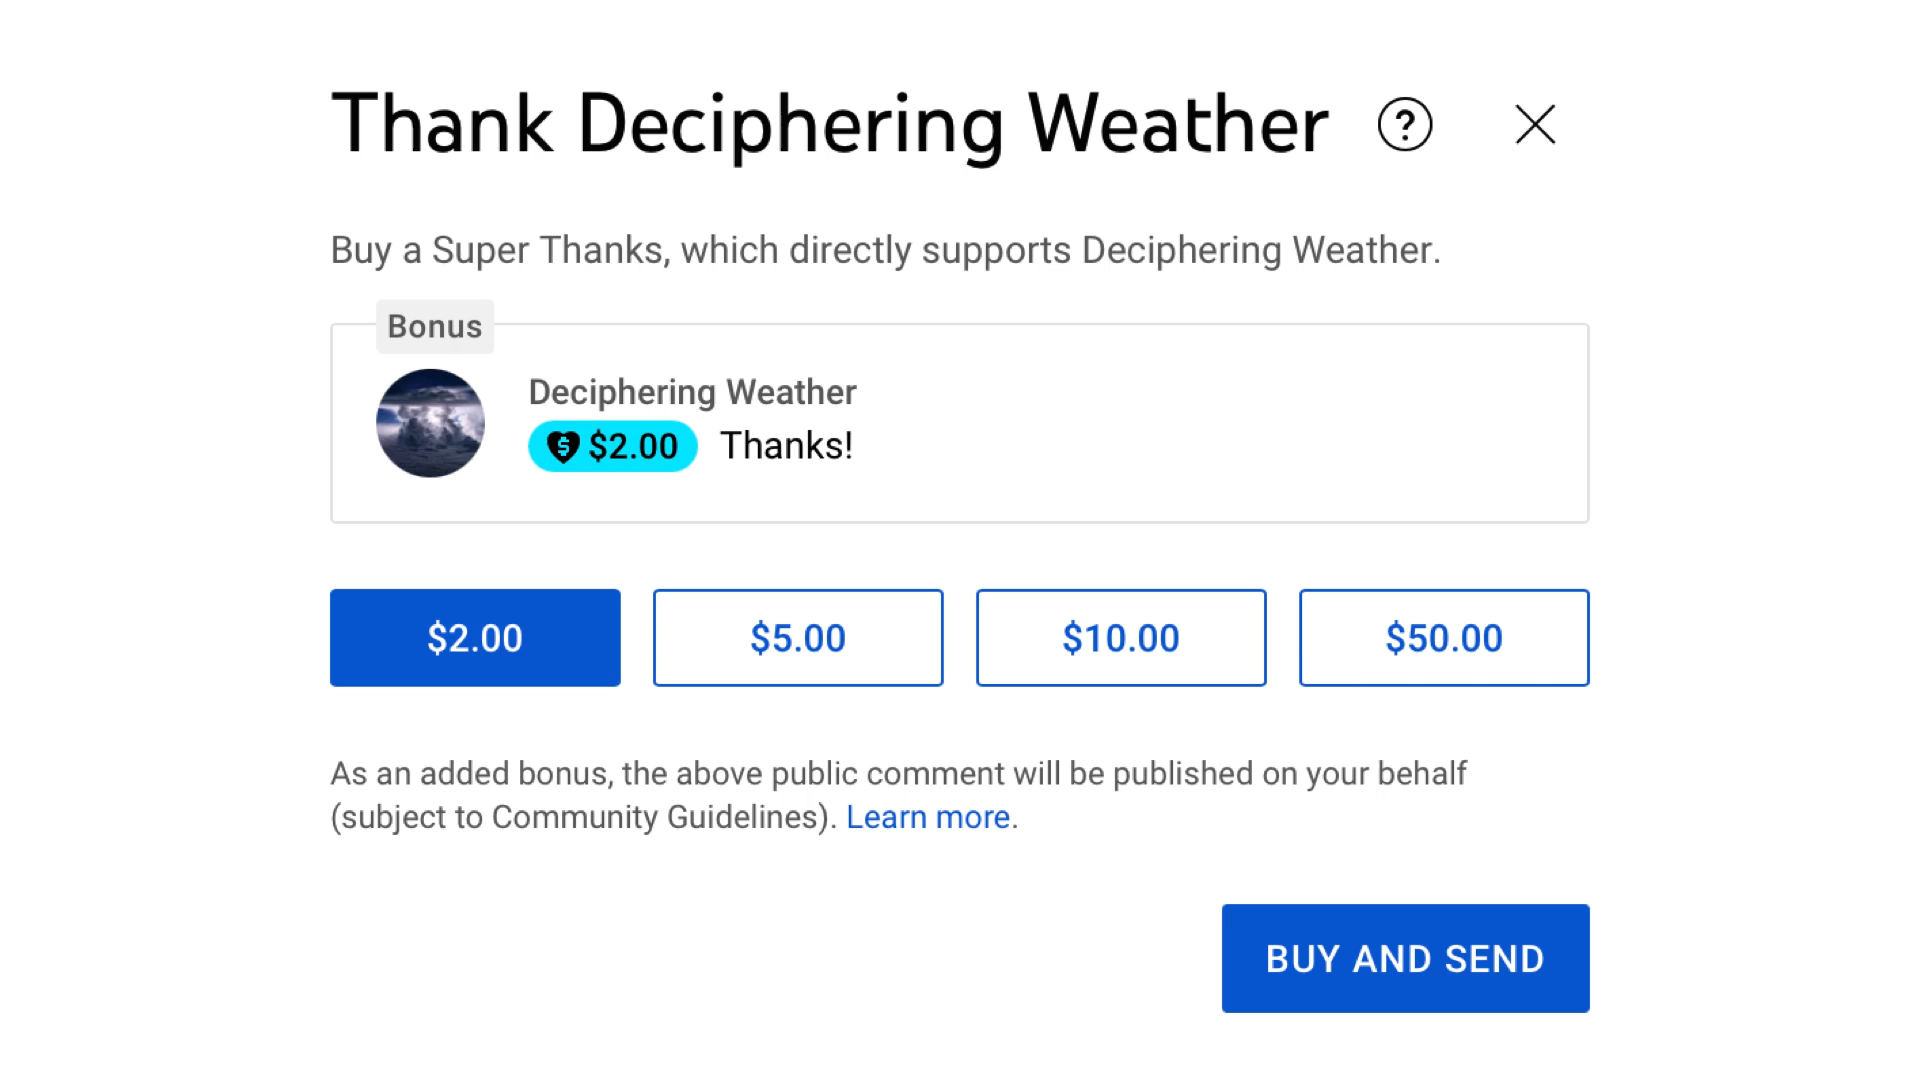 Thank Deciphering Weather
Buy a Super Thanks, which directly supports Deciphering Weather.
Bonus
Deciphering Weather
$2.00 Thanks!
$2.00 $5.00 $10.00 $50.00
As an added bonus, the above public comment will be published on your behalf
(subject to Community Guidelines). Learn more.
BUY AND SEND